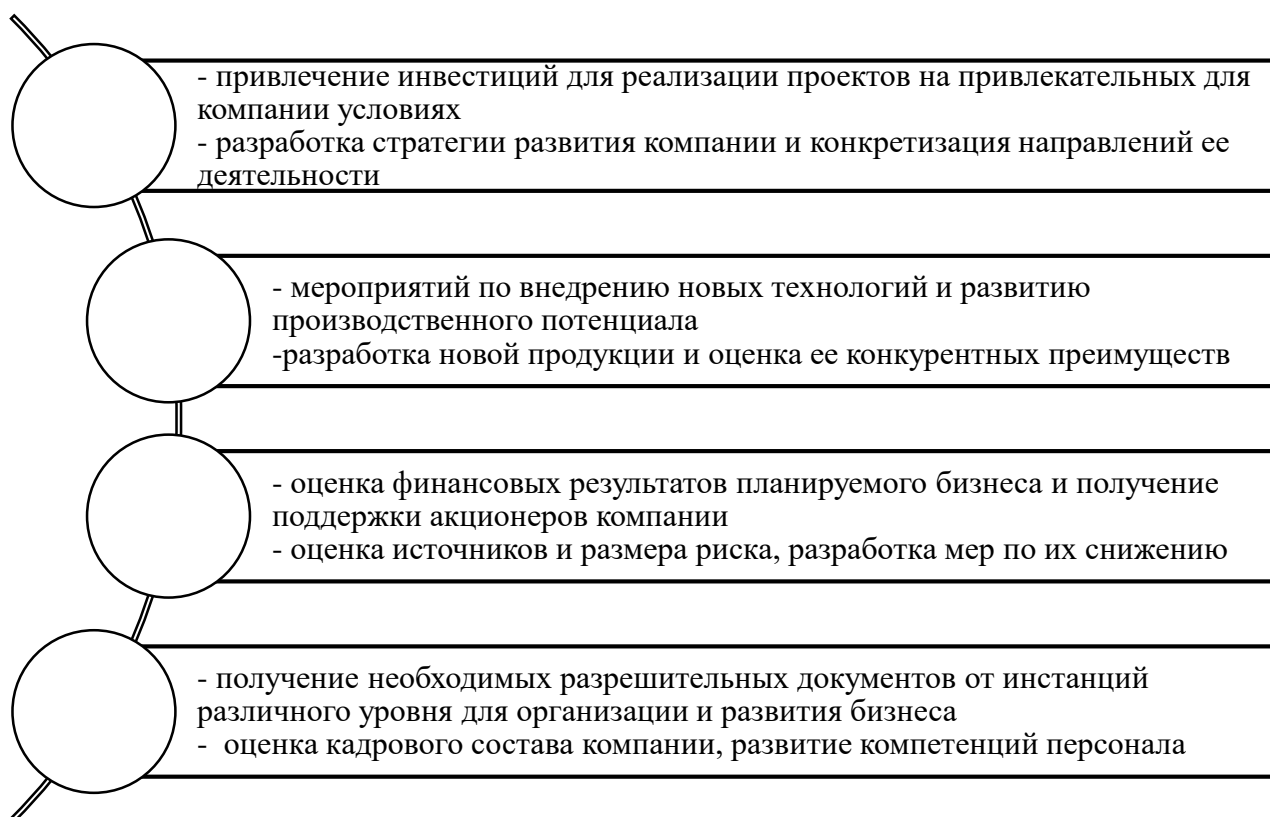 - привлечение инвестиций для реализации проектов на привлекательных для
компании условиях
- разработка стратегии развития компании и конкретизация направлений ее
деятельности
- мероприятий по внедрению новых технологий и развитию
производственного потенциала
-разработка новой продукции и оценка ее конкурентных преимуществ
- оценка финансовых результатов планируемого бизнеса и получение
поддержки акционеров компании
- оценка источников и размера риска, разработка мер по их снижению
- получение необходимых разрешительных документов от инстанций
различного уровня для организации и развития бизнеса
-  оценка кадрового состава компании, развитие компетенций персонала